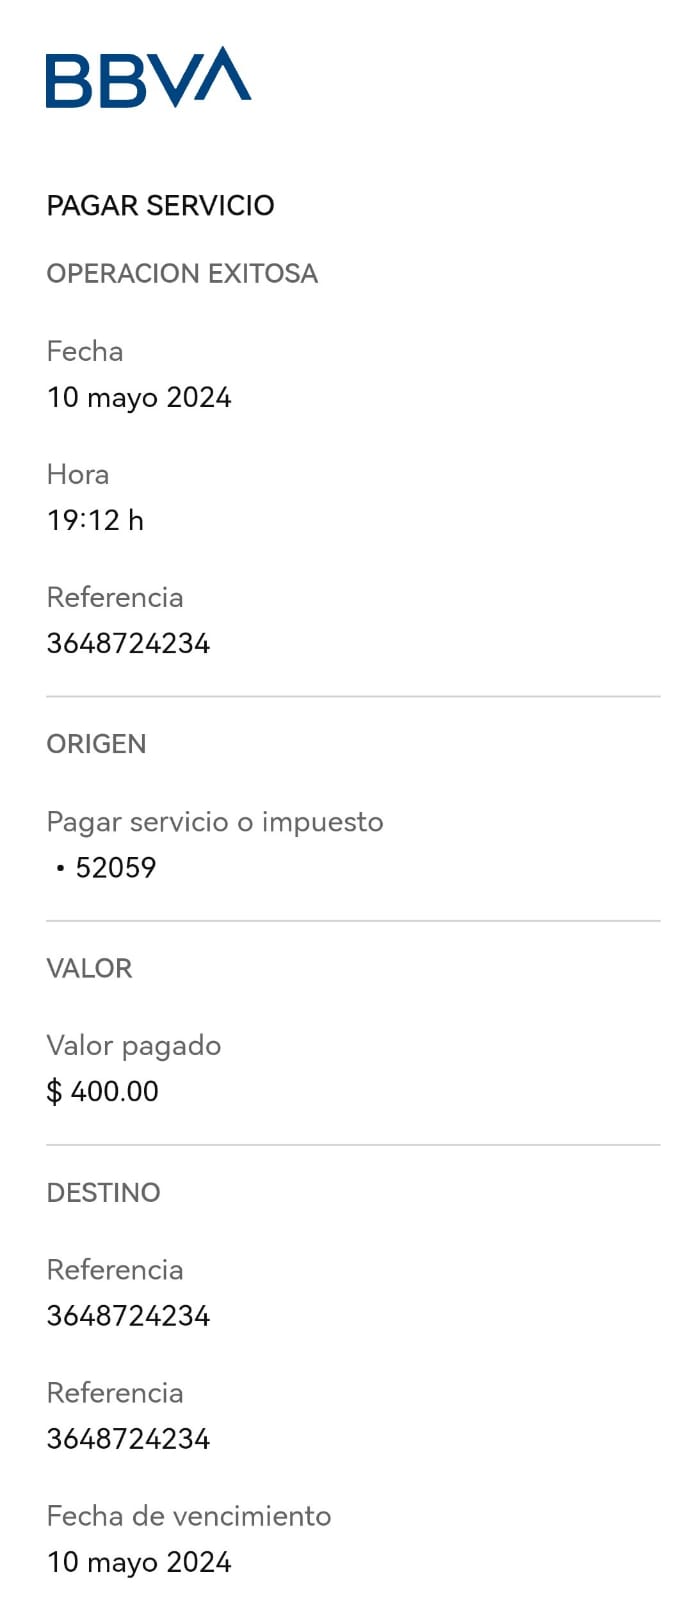 BBVA
PAGAR SERVICIO
OPERACION EXITOSA
Fecha
10 mayo 2024
Hora
19:12 h
Referencia
3648724234
ORIGEN
Pagar servicio o impuesto
• 52059
VALOR
Valor pagado
$ 400.00
DESTINO
Referencia
3648724234
Referencia
3648724234
Fecha de vencimiento
10 mayo 2024